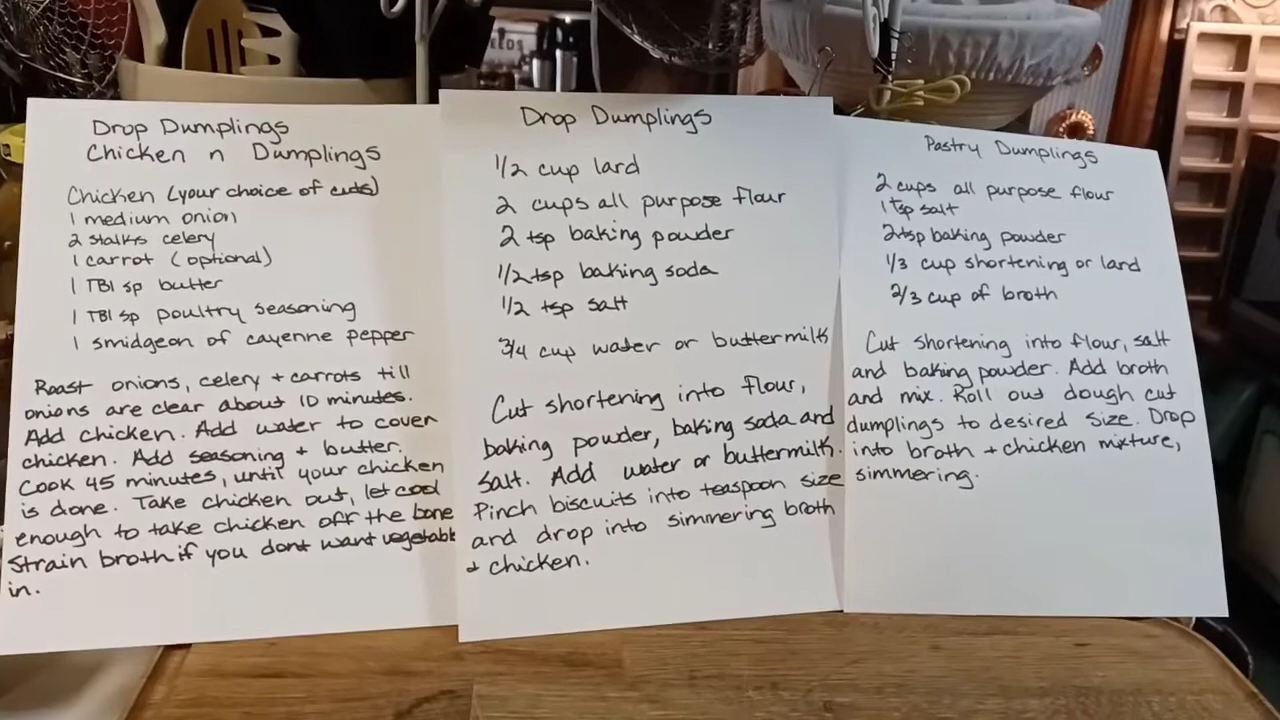 Drop Dumplings
Chicken n Dumplings
Chicken (your choice of cuts)
1 medium onion
2 stalks celery
1 carrot (optional)
1 TBlsp butter
1 TBlsp poultry seasoning
1 smidgeon of cayenne pepper
Roast onions, celery + carrots till
onions are clear about 10 minutes.
Add chicken. Add water to cover
chicken. Add seasoning + butter.
Cook 45 minutes, until your chicken
is done. Take chicken out, let cool
enough to take chicken off the bone
Strain broth if you dont want vegetabl
in.
Drop Dumplings
1/2 cup lard
2 cups all purpose flour
2 tsp baking powder
1/2 tsp baking soda
1/2 tsp salt
3/4 cup water or buttermilk
Cut shortening into flour,
baking powder, baking soda and
salt. Add water or buttermilk.
Pinch biscuits into teaspoon size
and drop into simmering broth
+ chicken.
Pastry Dumplings
2 cups all purpose flour
1 tsp salt
2 tsp baking powder
1/3 cup shortening or lard
2/3 cup of broth
Cut shortening into flour, salt
and baking powder. Add broth
and mix. Roll out dough cut
dumplings to desired size. Drop
into broth + chicken mixture,
simmering.